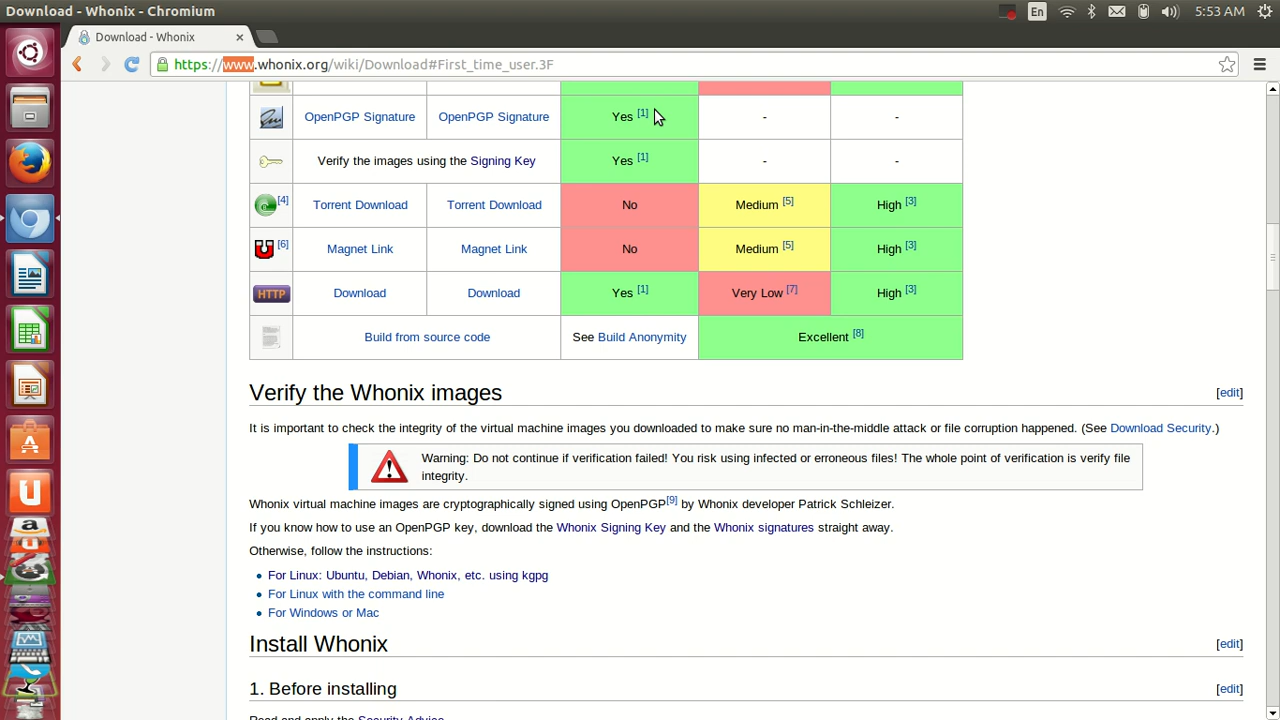 Download - Whonix - Chromium
En
5:53 AM
Download - Whonix
https://www.whonix.org/wiki/Download#First_time_user.3F
OpenPGP Signature OpenPGP Signature Yes [1] - -
Verify the images using the Signing Key Yes [1] - -
[4] Torrent Download Torrent Download No Medium [5] High [3]
[6] Magnet Link Magnet Link No Medium [5] High [3]
HTTP Download Download Yes [1] Very Low [7] High [3]
Build from source code See Build Anonymity Excellent [8]
Verify the Whonix images [edit]
It is important to check the integrity of the virtual machine images you downloaded to make sure no man-in-the-middle attack or file corruption happened. (See Download Security.)
Warning: Do not continue if verification failed! You risk using infected or erroneous files! The whole point of verification is verify file
integrity.
Whonix virtual machine images are cryptographically signed using OpenPGP[9] by Whonix developer Patrick Schleizer.
If you know how to use an OpenPGP key, download the Whonix Signing Key and the Whonix signatures straight away.
Otherwise, follow the instructions:
For Linux: Ubuntu, Debian, Whonix, etc. using kgpg
For Linux with the command line
For Windows or Mac
Install Whonix [edit]
1. Before installing [edit]
Read and apply the Security Advice